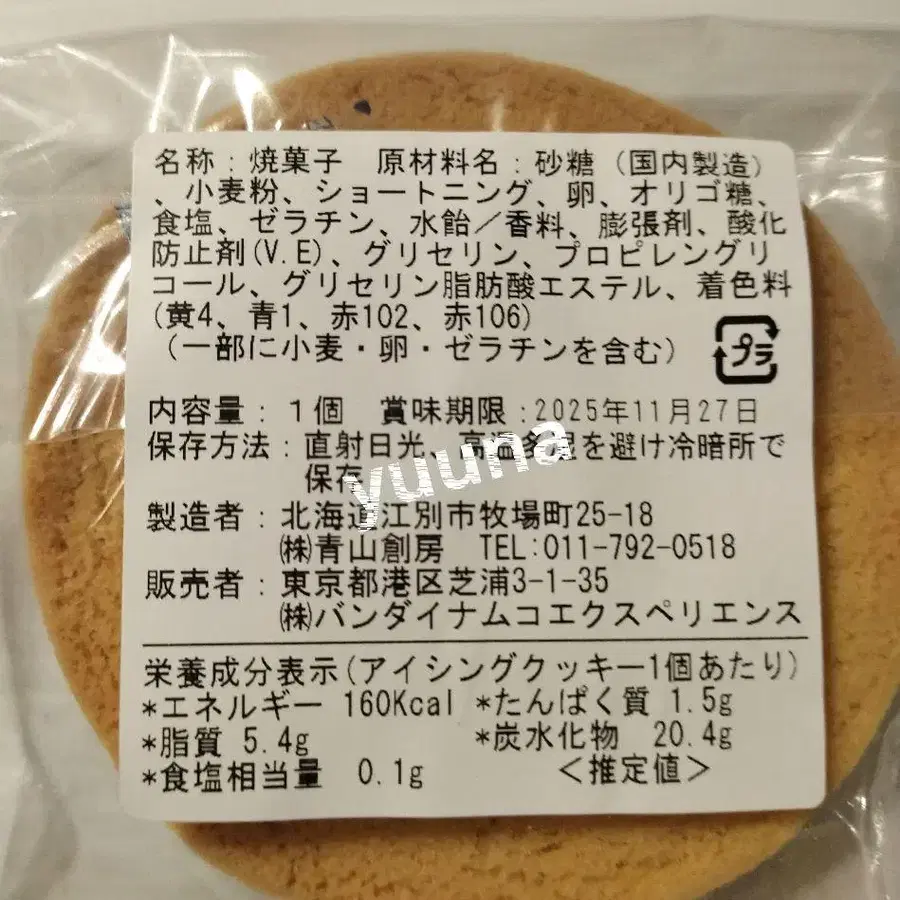 名称：焼菓子　原材料名：砂糖（国内製造）
、小麦粉、ショートニング、卵、オリゴ糖、
食塩、ゼラチン、水飴／香料、膨張剤、酸化
防止剤(V.E)、グリセリン、プロピレングリ
コール、グリセリン脂肪酸エステル、着色料
(黄4、青1、赤102、赤106)
（一部に小麦・卵・ゼラチンを含む）
プラ
内容量：１個　賞味期限：2025年11月27日
保存方法：直射日光、高温多湿を避け冷暗所で
保存
yuuna
製造者：北海道江別市牧場町25-18
㈱青山創房　TEL:011-792-0518
販売者：東京都港区芝浦3-1-35
㈱バンダイナムコエクスペリエンス
栄養成分表示(アイシングクッキー1個あたり)
*エネルギー 160Kcal *たんぱく質 1.5g
*脂質 5.4g *炭水化物 20.4g
*食塩相当量 0.1g ＜推定値＞